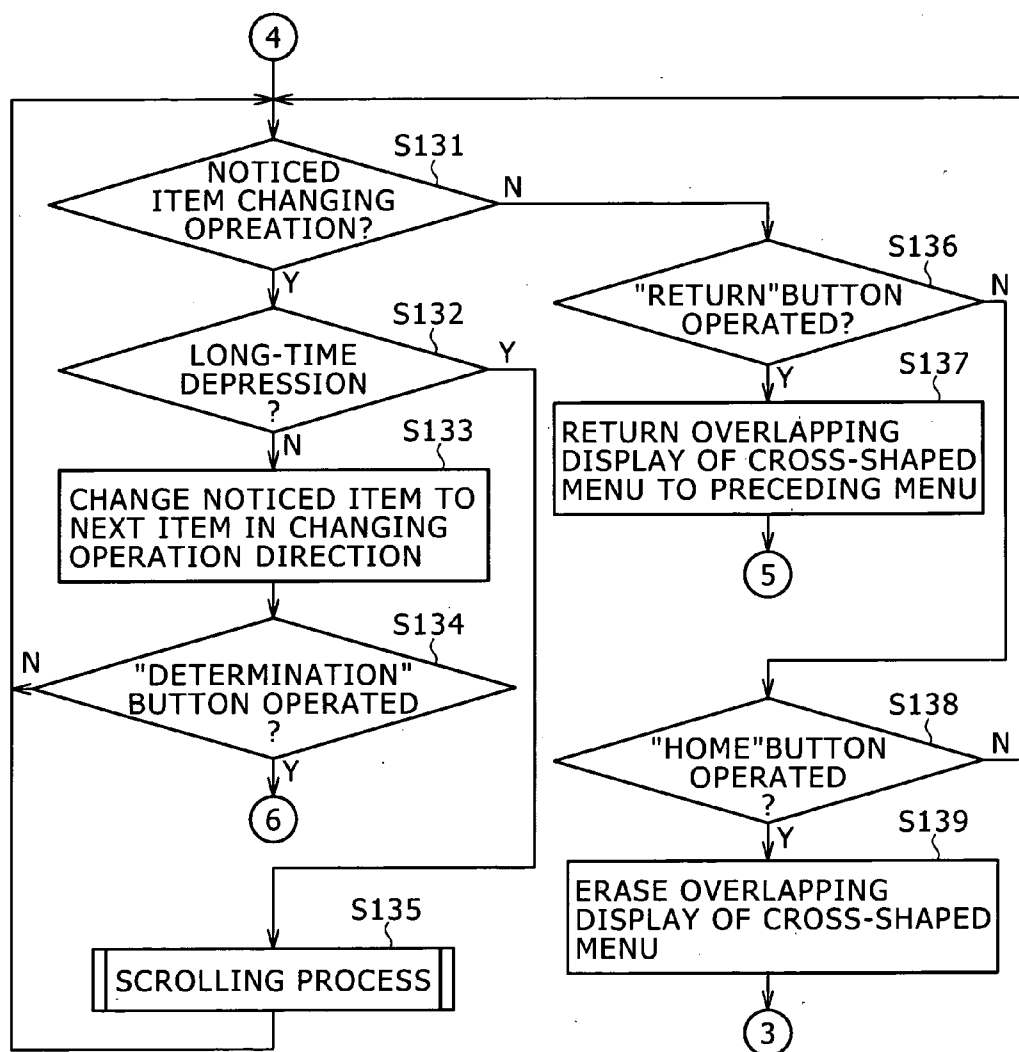 4
S131
NOTICED
ITEM CHANGING
OPREATION?
N
Y
S132
LONG-TIME
DEPRESSION
?
Y
N
S133
CHANGE NOTICED ITEM TO
NEXT ITEM IN CHANGING
OPERATION DIRECTION
S134
N
"DETERMINATION"
BUTTON OPERATED
?
Y
6
S135
SCROLLING PROCESS
S136
"RETURN"BUTTON
OPERATED?
N
Y
S137
RETURN OVERLAPPING
DISPLAY OF CROSS-SHAPED
MENU TO PRECEDING MENU
5
S138
"HOME"BUTTON
OPERATED
?
N
Y
S139
ERASE OVERLAPPING
DISPLAY OF CROSS-SHAPED
MENU
3